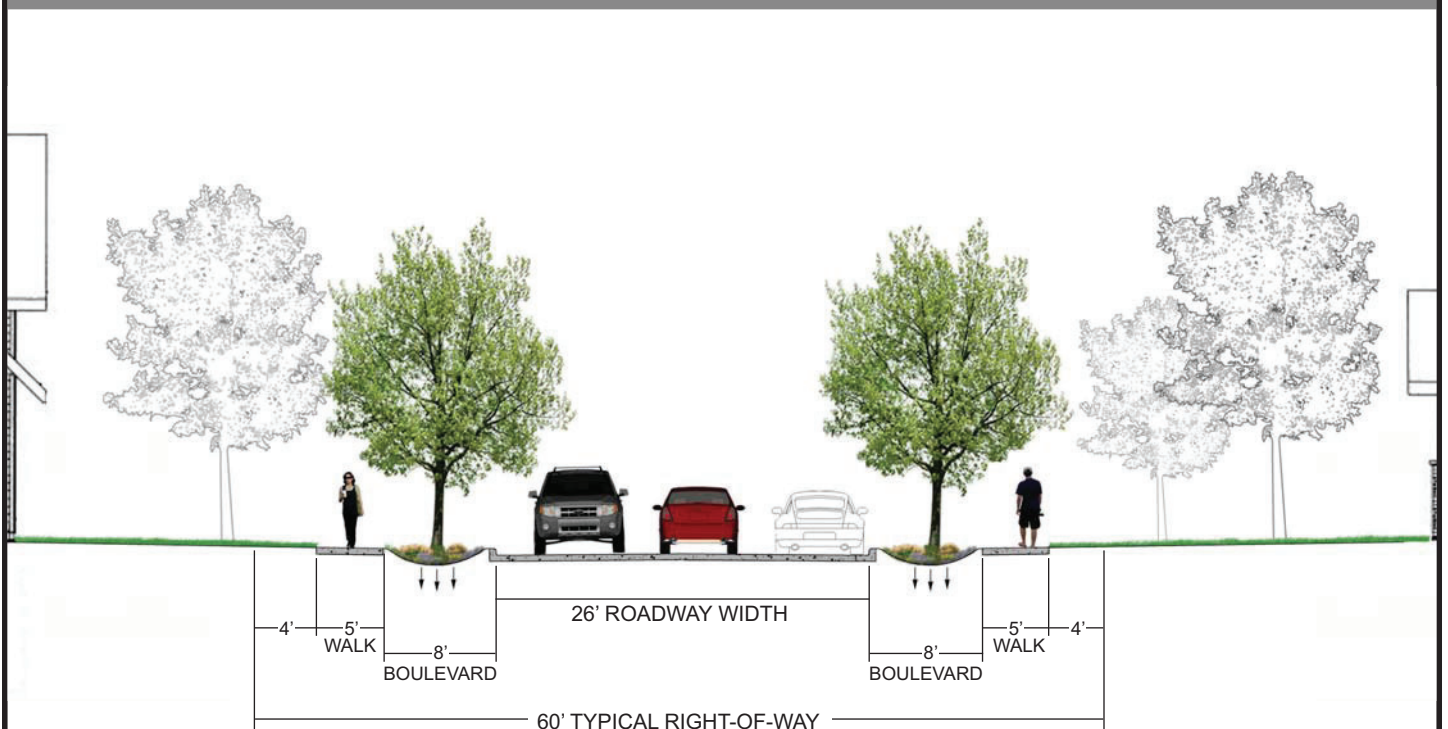 26’ ROADWAY WIDTH
4’
5’
WALK
8’
BOULEVARD
8’
BOULEVARD
5’
WALK
4’
60’ TYPICAL RIGHT-OF-WAY